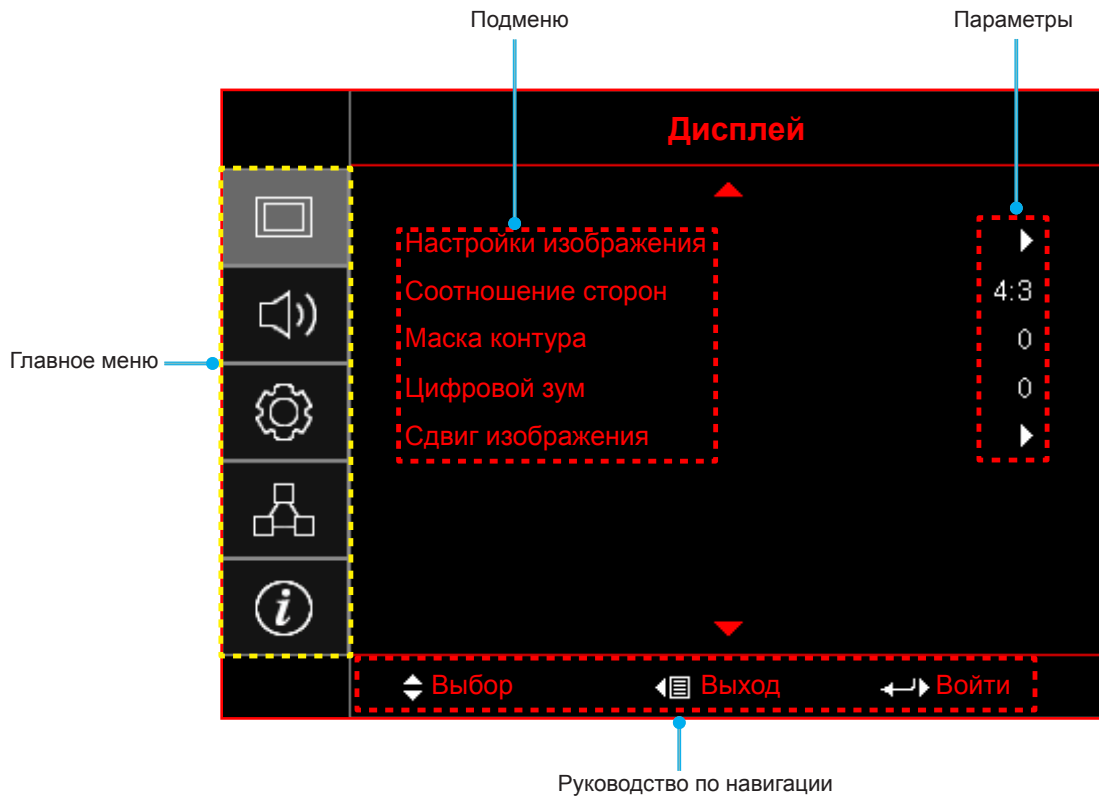 Подменю
Параметры
Дисплей
Настройки изображения
Соотношение сторон
4:3
Маска контура
0
Главное меню
Цифровой зум
0
Сдвиг изображения
i
Выбор
Выход
Войти
Руководство по навигации